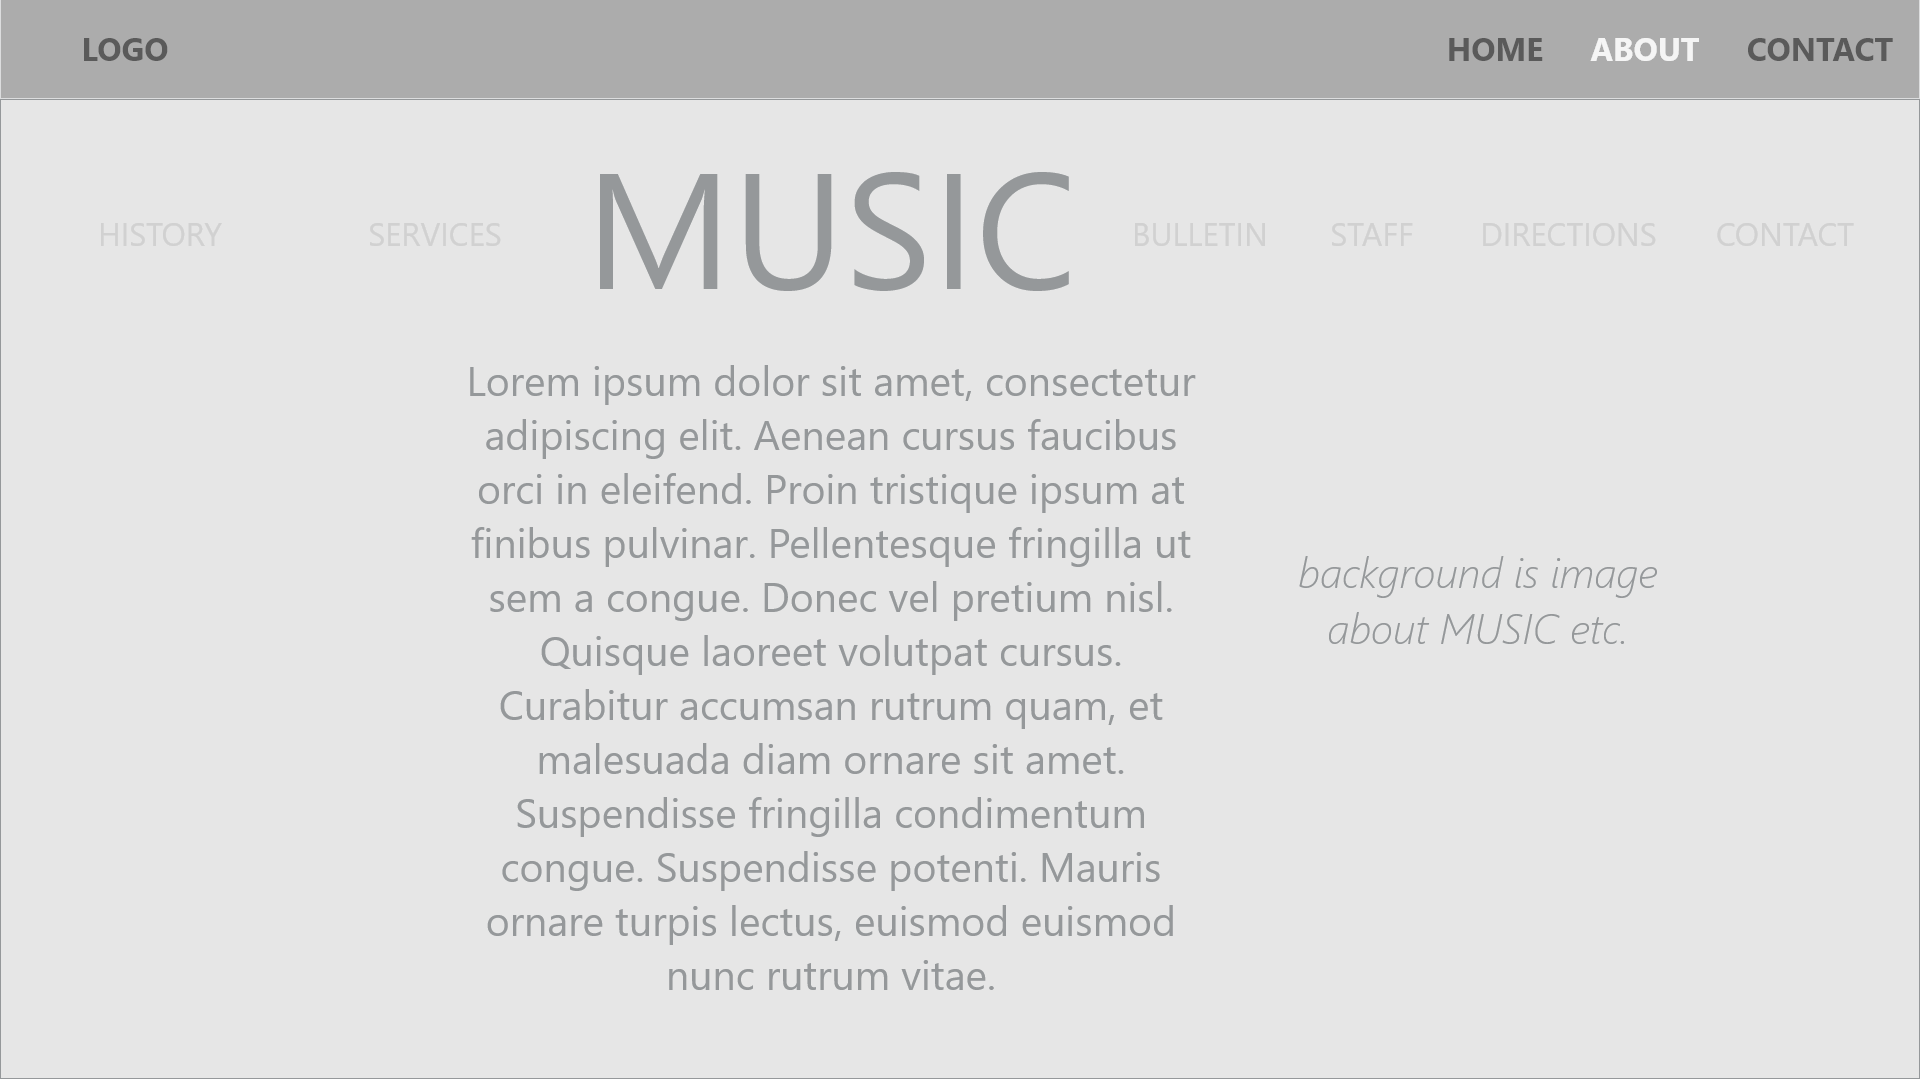 LOGO HOME ABOUT CONTACT
HISTORY SERVICES MUSIC BULLETIN STAFF DIRECTIONS CONTACT
Lorem ipsum dolor sit amet, consectetur
adipiscing elit. Aenean cursus faucibus
orci in eleifend. Proin tristique ipsum at
finibus pulvinar. Pellentesque fringilla ut
sem a congue. Donec vel pretium nisl.
Quisque laoreet volutpat cursus.
Curabitur accumsan rutrum quam, et
malesuada diam ornare sit amet.
Suspendisse fringilla condimentum
congue. Suspendisse potenti. Mauris
ornare turpis lectus, euismod euismod
nunc rutrum vitae.
background is image
about MUSIC etc.